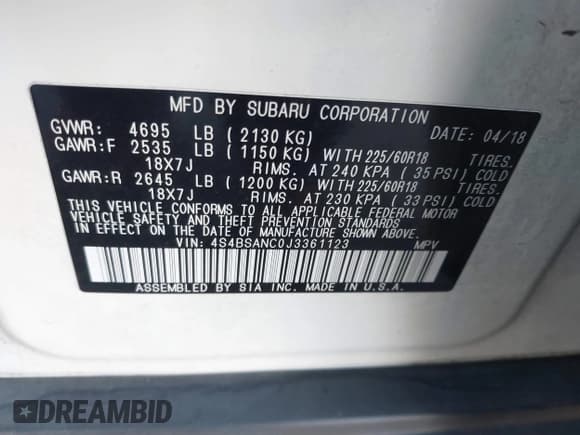 MFD BY SUBARU CORPORATION
GVWR: 4695 LB ( 2130 KG) DATE: 04/18
GAWR:F 2535 LB ( 1150 KG) WITH 225/60R18 TIRES.
18X7J RIMS. AT 240 KPA ( 35 PSI) COLD
GAWR:R 2645 LB ( 1200 KG) WITH 225/60R18 TIRES.
18X7J RIMS. AT 230 KPA ( 33 PSI) COLD
THIS VEHICLE CONFORMS TO ALL APPLICABLE FEDERAL MOTOR
VEHICLE SAFETY AND THEFT PREVENTION STANDARDS
IN EFFECT ON THE DATE OF MANUFACTURE SHOWN ABOVE.
VIN: 4S4BSANC0J3361123 MPV
ASSEMBLED BY SIA INC. MADE IN U.S.A.
DREAMBID